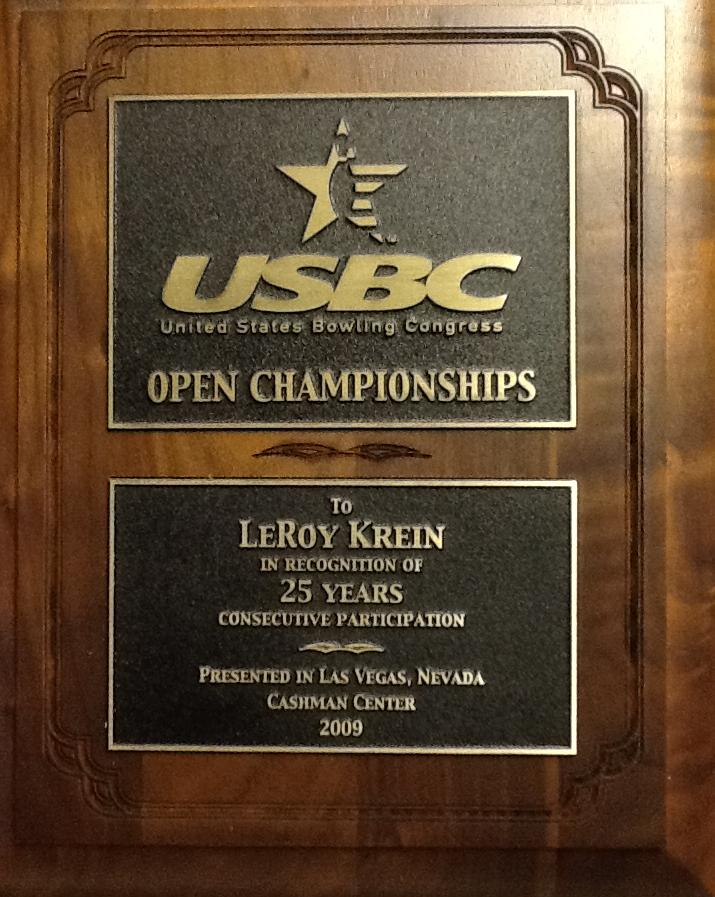 USBC
United States Bowling Congress
OPEN CHAMPIONSHIPS
To
LEROY KREIN
IN RECOGNITION OF
25 YEARS
CONSECUTIVE PARTICIPATION
PRESENTED IN LAS VEGAS, NEVADA
CASHMAN CENTER
2009